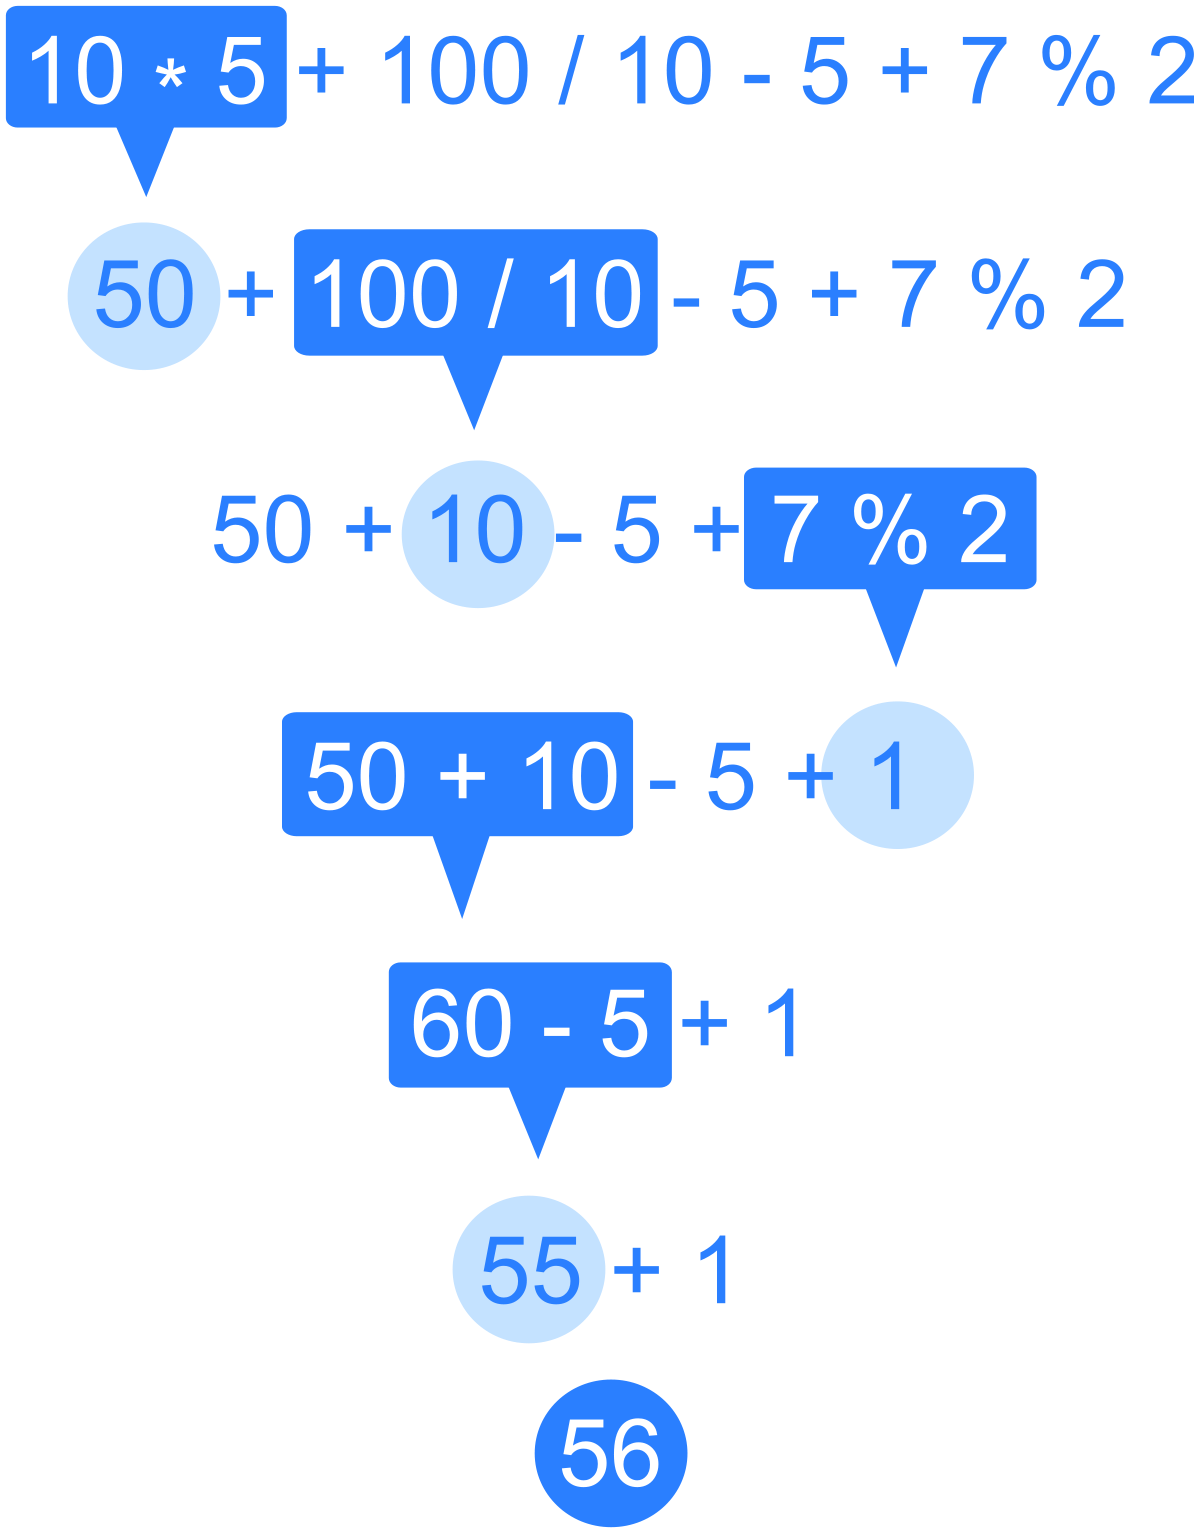 10 * 5 + 100 / 10 - 5 + 7 % 2
50 + 100 / 10 - 5 + 7 % 2
50 + 10 - 5 + 7 % 2
50 + 10 - 5 + 1
60 - 5 + 1
55 + 1
56